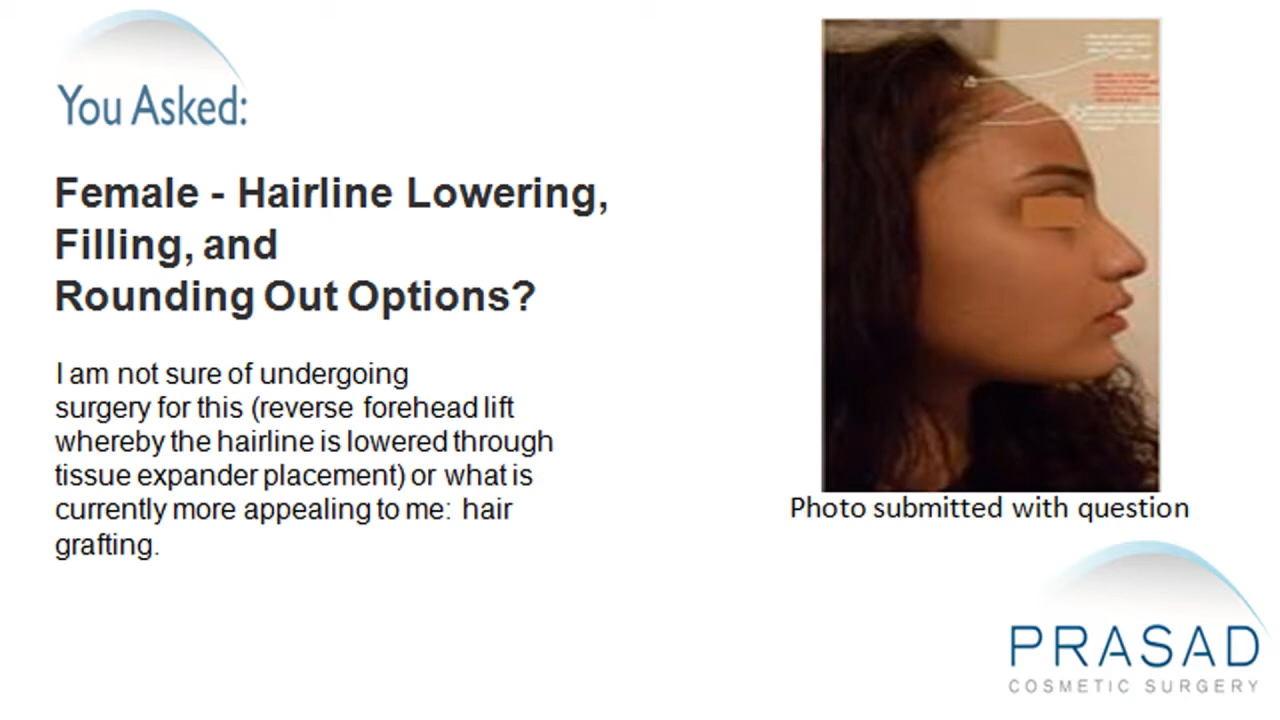 You Asked:
Female - Hairline Lowering,
Filling, and
Rounding Out Options?
I am not sure of undergoing
surgery for this (reverse forehead lift
whereby the hairline is lowered through
tissue expander placement) or what is
currently more appealing to me: hair
grafting.
Photo submitted with question
PRASAD
COSMETIC SURGERY